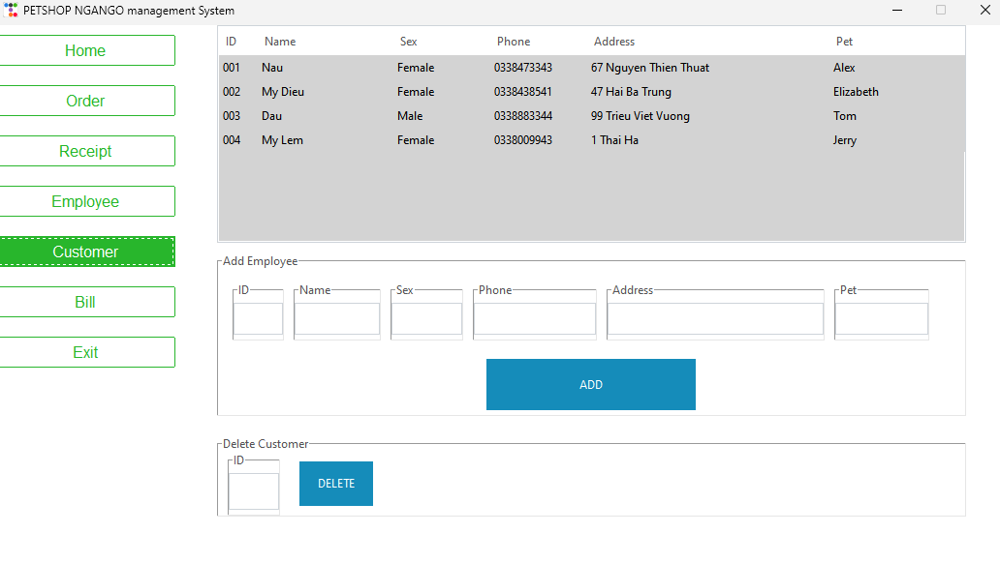 PETSHOP NGANGO management System
Home
Order
Receipt
Employee
Customer
Bill
Exit
ID Name Sex Phone Address Pet
001 Nau Female 0338473343 67 Nguyen Thien Thuat Alex
002 My Dieu Female 0338438541 47 Hai Ba Trung Elizabeth
003 Dau Male 0338883344 99 Trieu Viet Vuong Tom
004 My Lem Female 0338009943 1 Thai Ha Jerry
Add Employee
ID Name Sex Phone Address Pet
ADD
Delete Customer
ID
DELETE